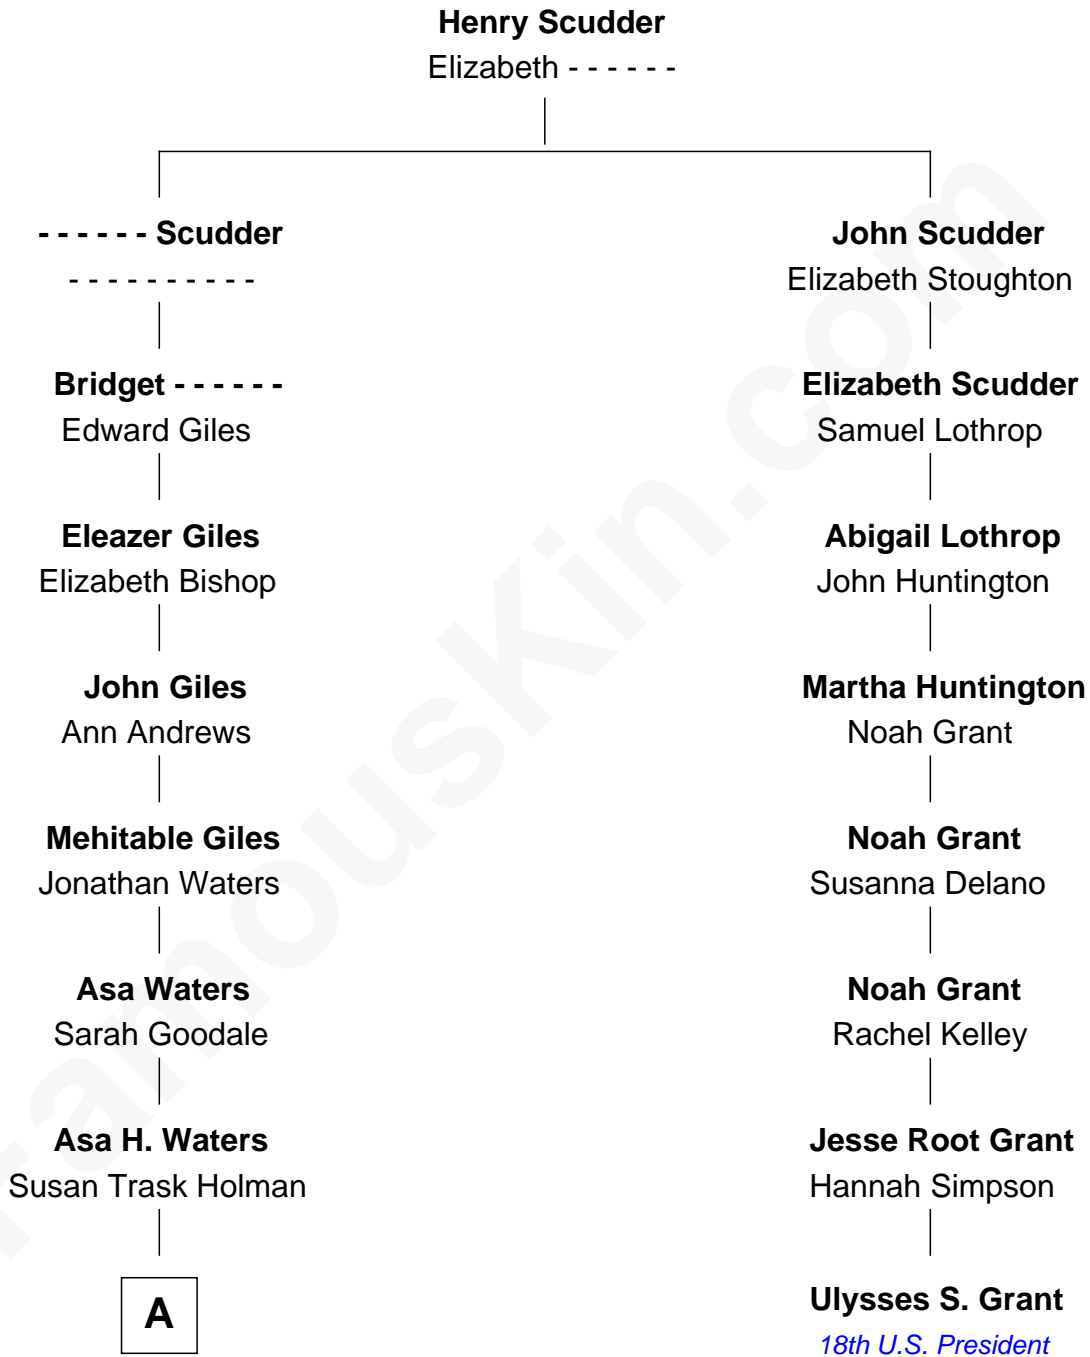 Henry Scudder
Elizabeth - - - - - -
- - - - - - Scudder
- - - - - - - - - -
Bridget - - - - - -
Edward Giles
Eleazer Giles
Elizabeth Bishop
John Giles
Ann Andrews
Mehitable Giles
Jonathan Waters
Asa Waters
Sarah Goodale
Asa H. Waters
Susan Trask Holman
A
John Scudder
Elizabeth Stoughton
Elizabeth Scudder
Samuel Lothrop
Abigail Lothrop
John Huntington
Martha Huntington
Noah Grant
Noah Grant
Susanna Delano
Noah Grant
Rachel Kelley
Jesse Root Grant
Hannah Simpson
Ulysses S. Grant
18th U.S. President
FamousKin.com